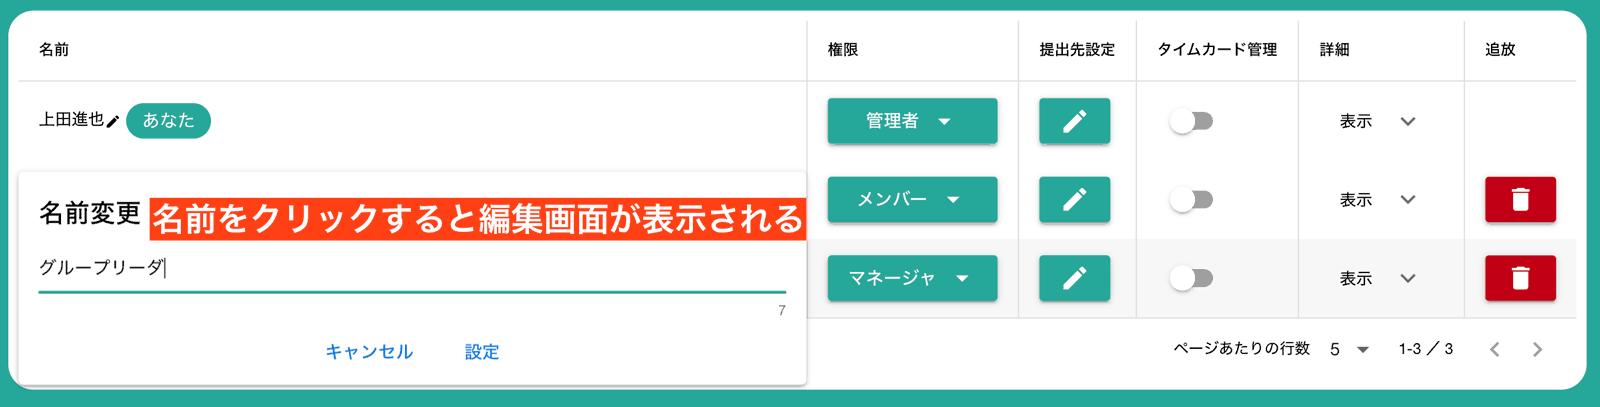 名前 権限 提出先設定 タイムカード管理 詳細 追放
上田進也 あなた 管理者 表示
名前変更 名前をクリックすると編集画面が表示される メンバー 表示
グループリーダ マネージャ 表示
7
キャンセル 設定 ページあたりの行数 5 1-3 / 3